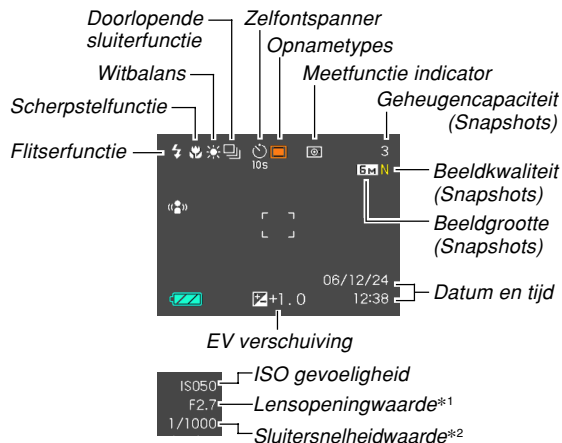 Doorlopende
sluiterfunctie
Zelfontspanner
Opnametypes
Witbalans
Meetfunctie indicator
Scherpstelfunctie
Geheugencapaciteit
(Snapshots)
Flitserfunctie
3
10s
6M N
Beeldkwaliteit
(Snapshots)
Beeldgrootte
(Snapshots)
06/12/24
12:38
Datum en tijd
+1.0
EV verschuiving
ISO50
ISO gevoeligheid
F2.7
Lensopeningwaarde*1
1/1000
Sluitersnelheidwaarde*2